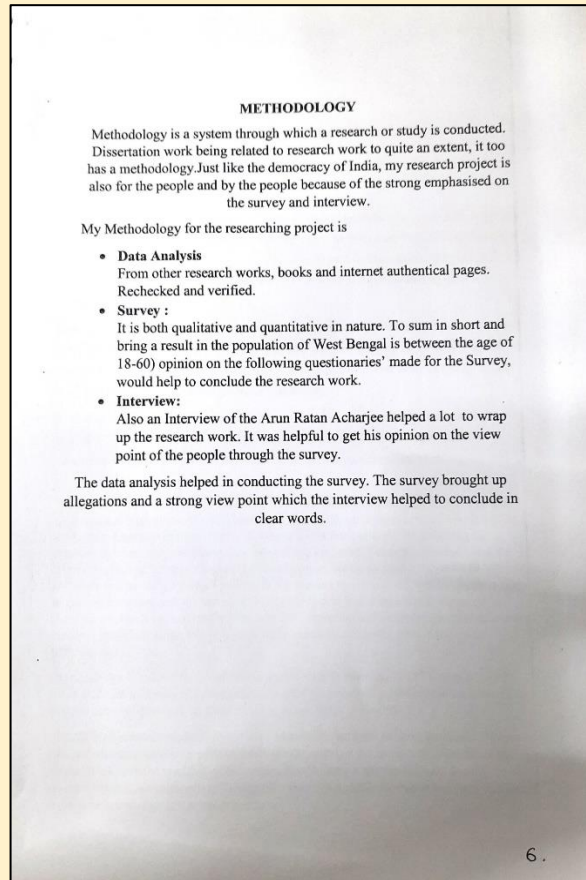 METHODOLOGY
Methodology is a system through which a research or study is conducted.
Dissertation work being related to research work to quite an extent, it too
has a methodology.Just like the democracy of India, my research project is
also for the people and by the people because of the strong emphasised on
the survey and interview.
My Methodology for the researching project is
• Data Analysis
From other research works, books and internet authentical pages.
Rechecked and verified.
• Survey :
It is both qualitative and quantitative in nature. To sum in short and
bring a result in the population of West Bengal is between the age of
18-60) opinion on the following questionaries’ made for the Survey,
would help to conclude the research work.
• Interview:
Also an Interview of the Arun Ratan Acharjee helped a lot to wrap
up the research work. It was helpful to get his opinion on the view
point of the people through the survey.
The data analysis helped in conducting the survey. The survey brought up
allegations and a strong view point which the interview helped to conclude in
clear words.
6.